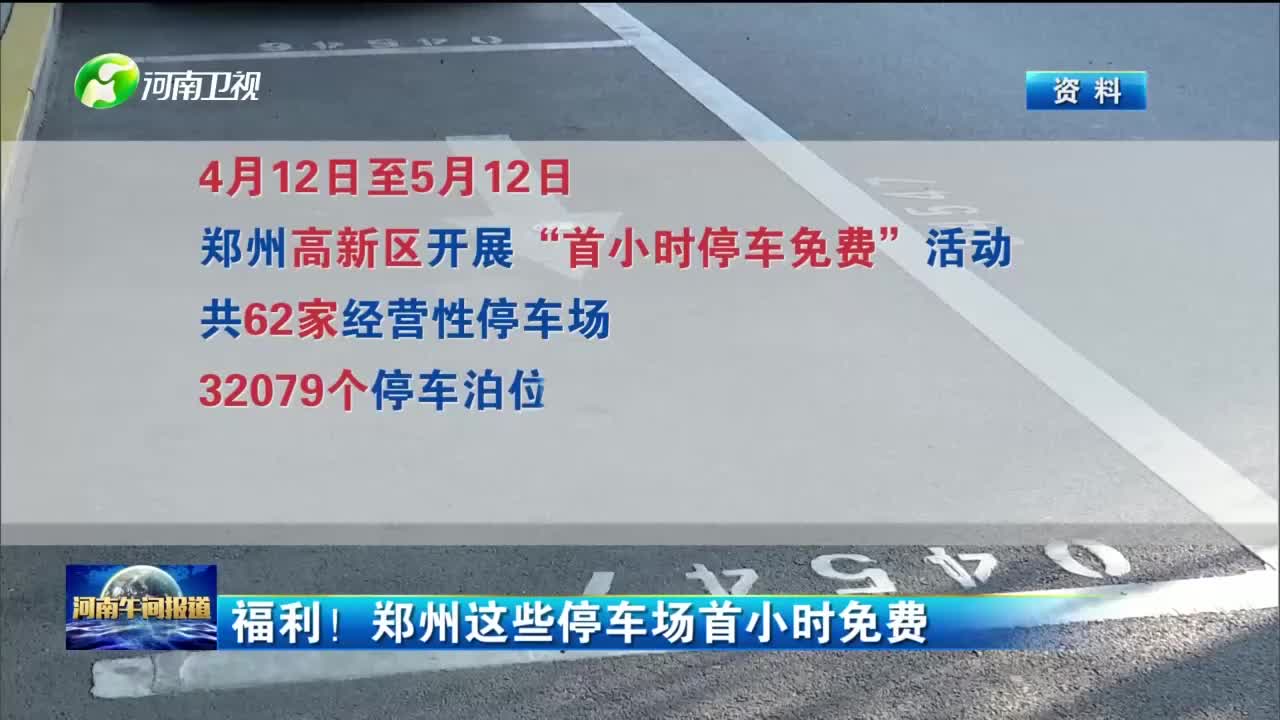 04546
河南卫视
资料
4月12日至5月12日
郑州高新区开展“首小时停车免费”活动
共62家经营性停车场
32079个停车泊位
04547
河南午间报道
福利！郑州这些停车场首小时免费